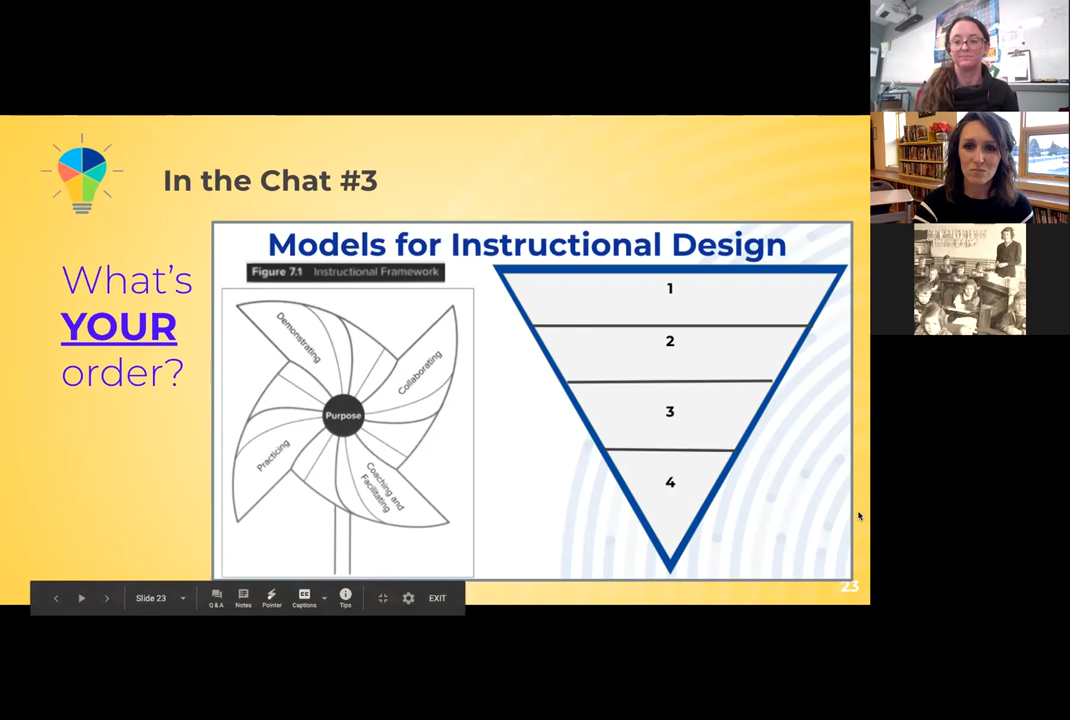 In the Chat #3
What's
YOUR
order?
Models for Instructional Design
Figure 7.1 Instructional Framework
Demonstrating
Collaborating
Purpose
Practicing
Coaching and
Facilitating
1
2
3
4
23
Slide 23
Q & A
Notes
Pointer
Captions
Tips
EXIT